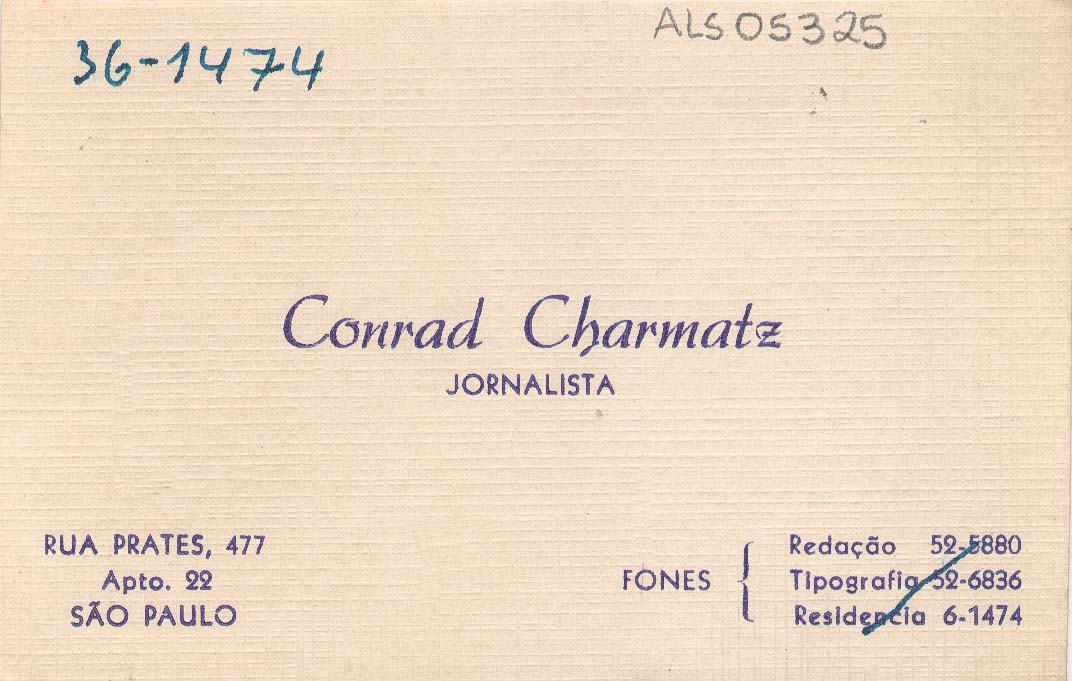 ALS05325
36-1474
Conrad Charmatz
JORNALISTA
RUA PRATES, 477
Apto. 22
SÃO PAULO
FONES
Redação 52-5880
Tipografia 52-6836
Residencia 6-1474